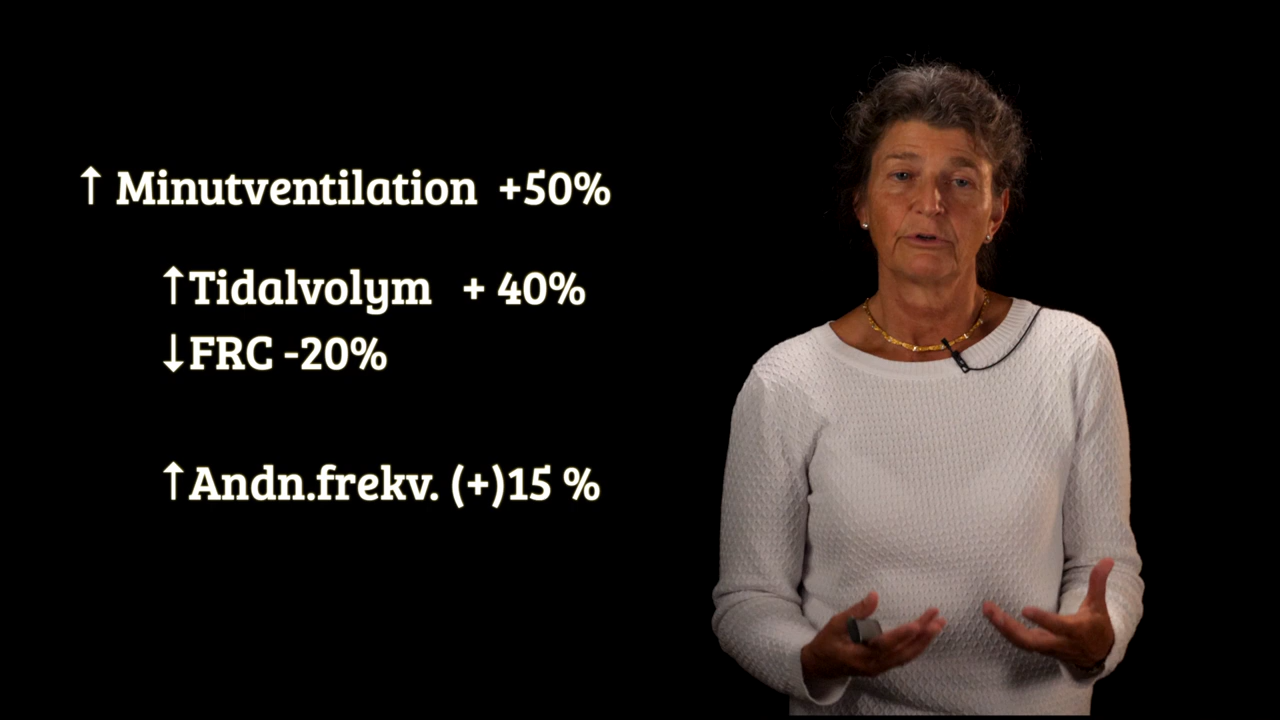 ↑ Minutventilation +50%
↑Tidalvolym + 40%
↓FRC -20%
↑Andn.frekv. (+)15 %